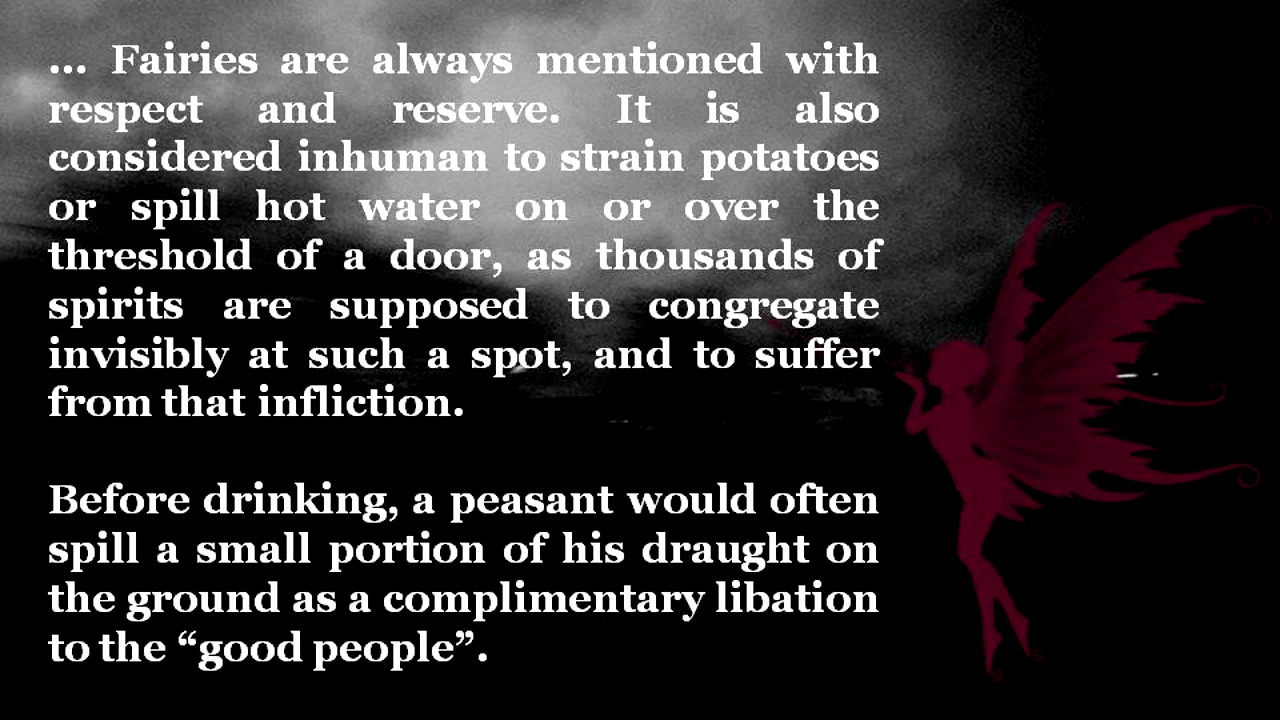 ... Fairies are always mentioned with
respect and reserve. It is also
considered inhuman to strain potatoes
or spill hot water on or over the
threshold of a door, as thousands of
spirits are supposed to congregate
invisibly at such a spot, and to suffer
from that infliction.
Before drinking, a peasant would often
spill a small portion of his draught on
the ground as a complimentary libation
to the “good people”.